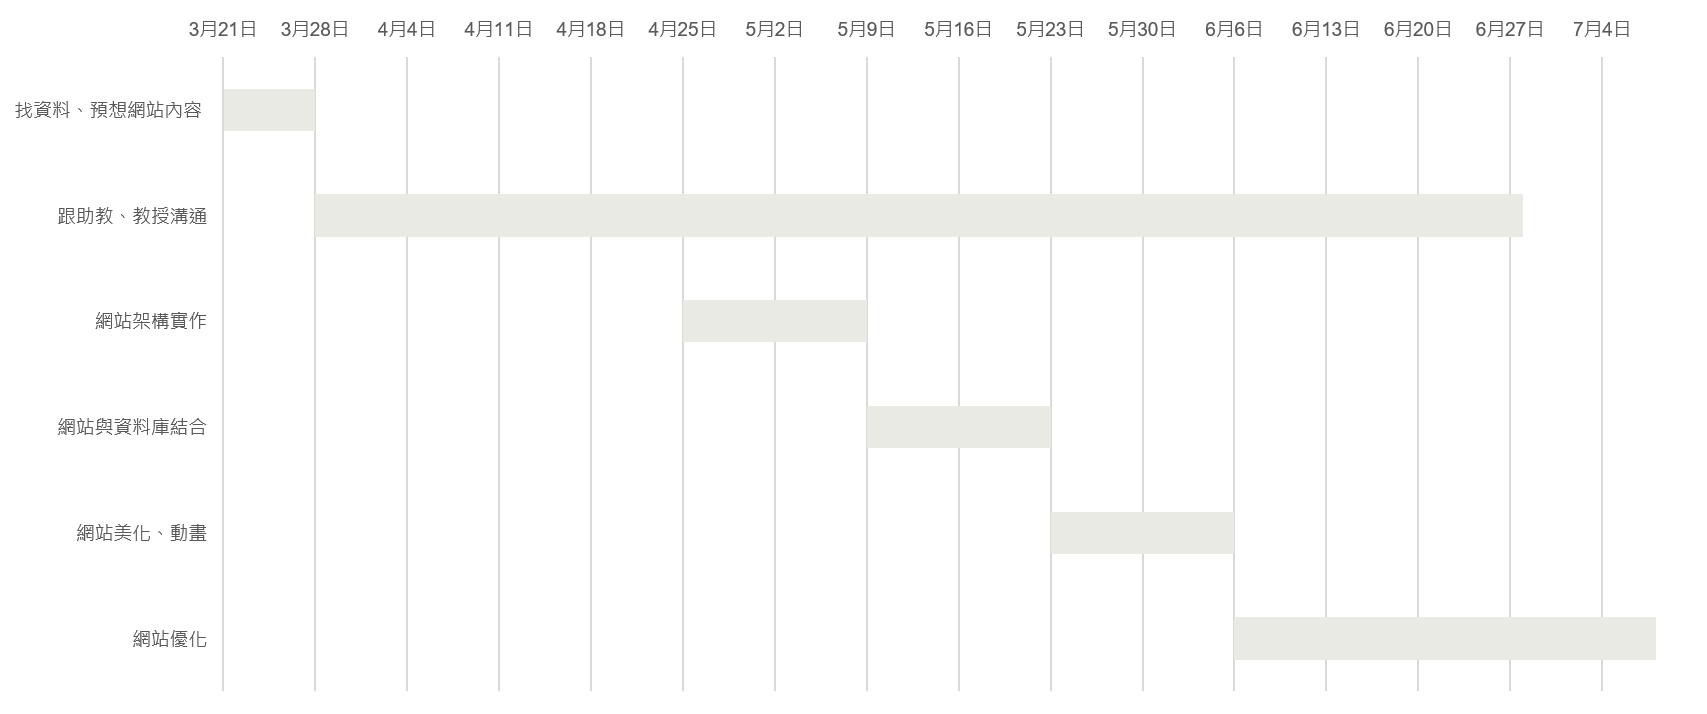 3月21日 3月28日 4月4日 4月11日 4月18日 4月25日 5月2日 5月9日 5月16日 5月23日 5月30日 6月6日 6月13日 6月20日 6月27日 7月4日
找資料、預想網站內容
跟助教、教授溝通
網站架構實作
網站與資料庫結合
網站美化、動畫
網站優化